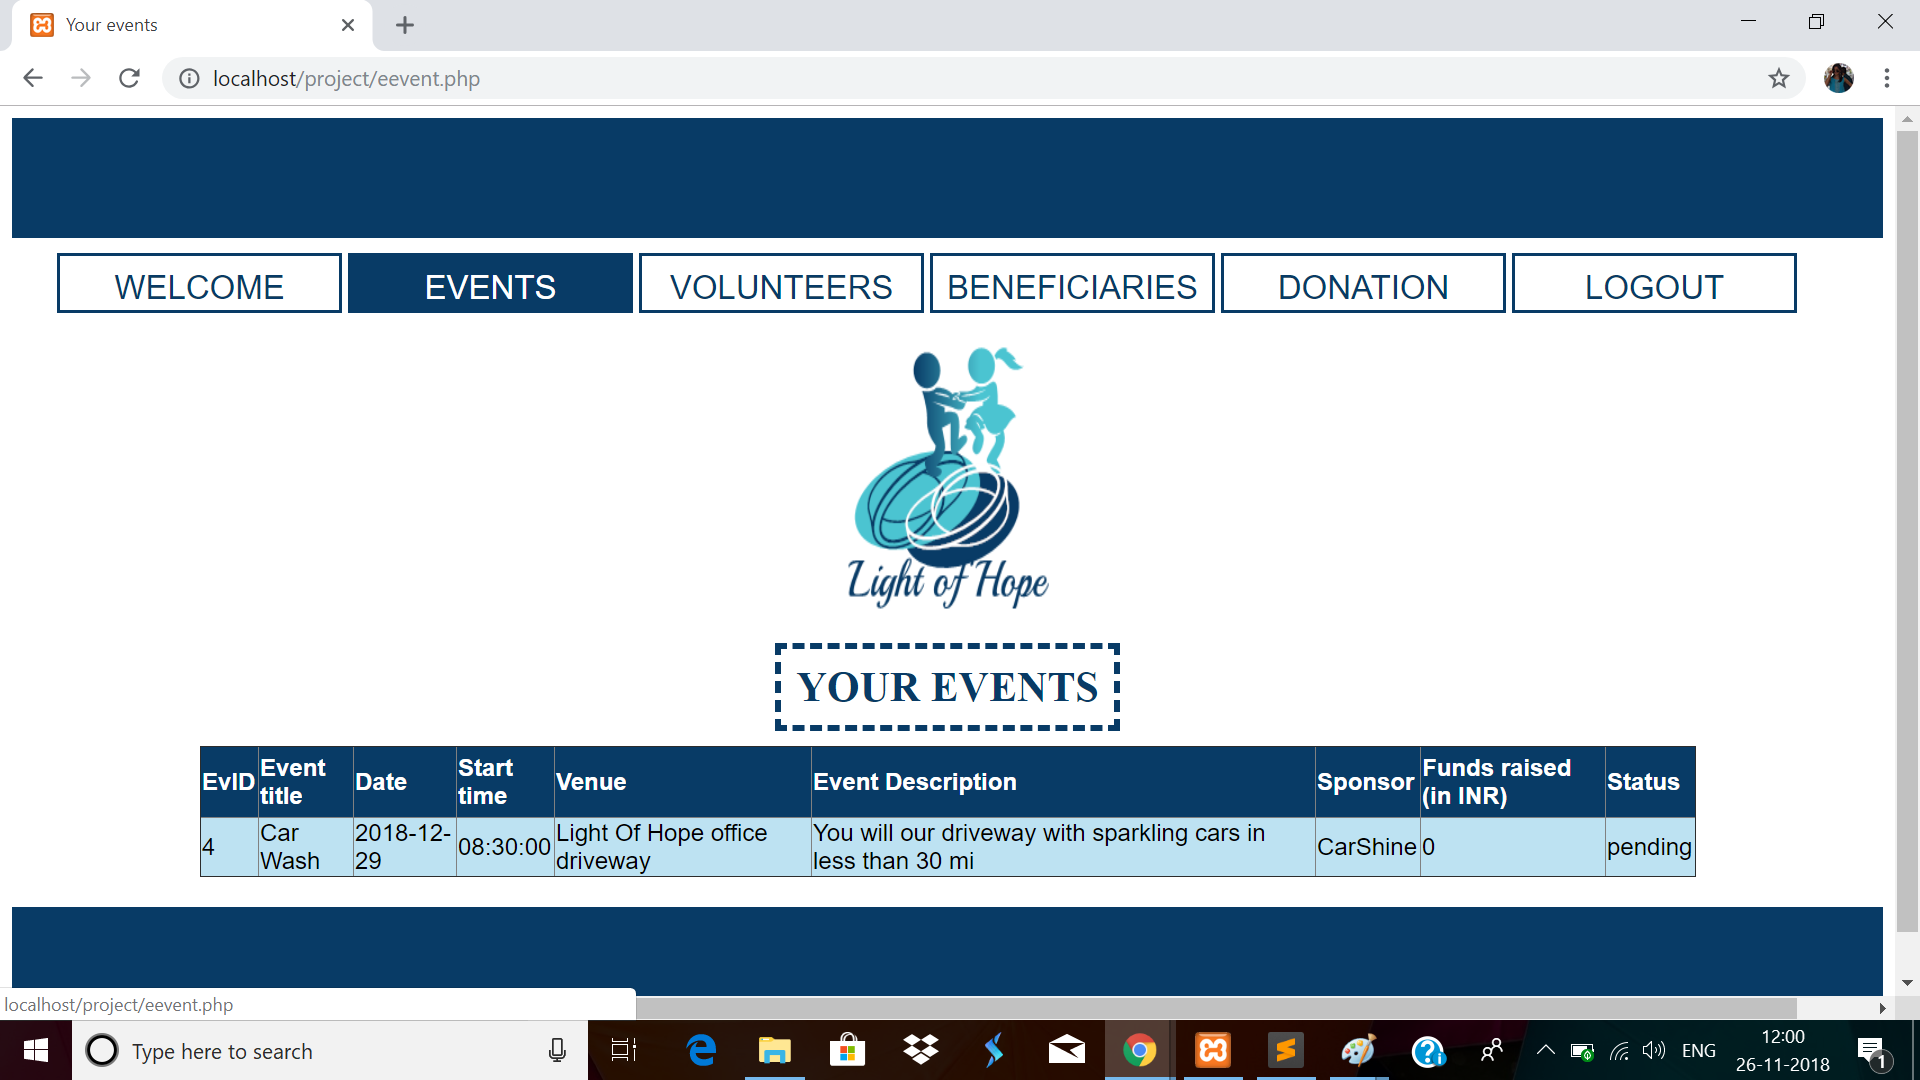 Your events
localhost/project/eevent.php
WELCOME EVENTS VOLUNTEERS BENEFICIARIES DONATION LOGOUT
Light of Hope
YOUR EVENTS
EvID Event title Date Start time Venue Event Description Sponsor Funds raised (in INR) Status
4 Car Wash 2018-12-29 08:30:00 Light Of Hope office driveway You will our driveway with sparkling cars in less than 30 mi CarShine 0 pending
localhost/project/eevent.php
Type here to search
ENG
12:00
26-11-2018
1